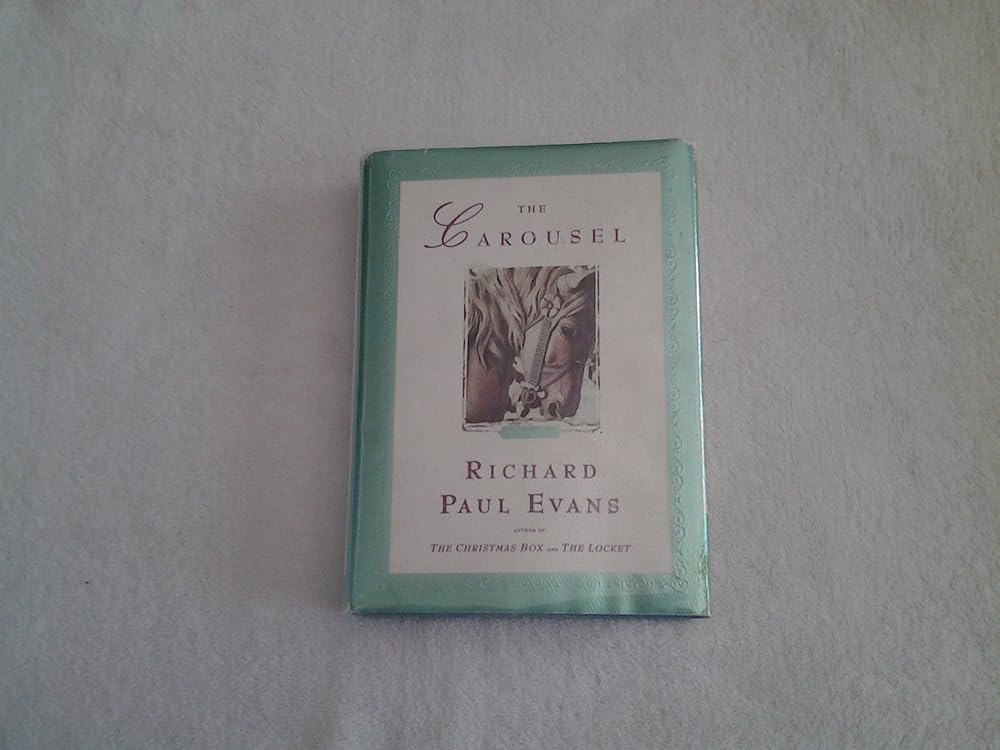 THE
CAROUSEL
RICHARD
PAUL EVANS
AUTHOR OF
THE CHRISTMAS BOX AND THE LOCKET